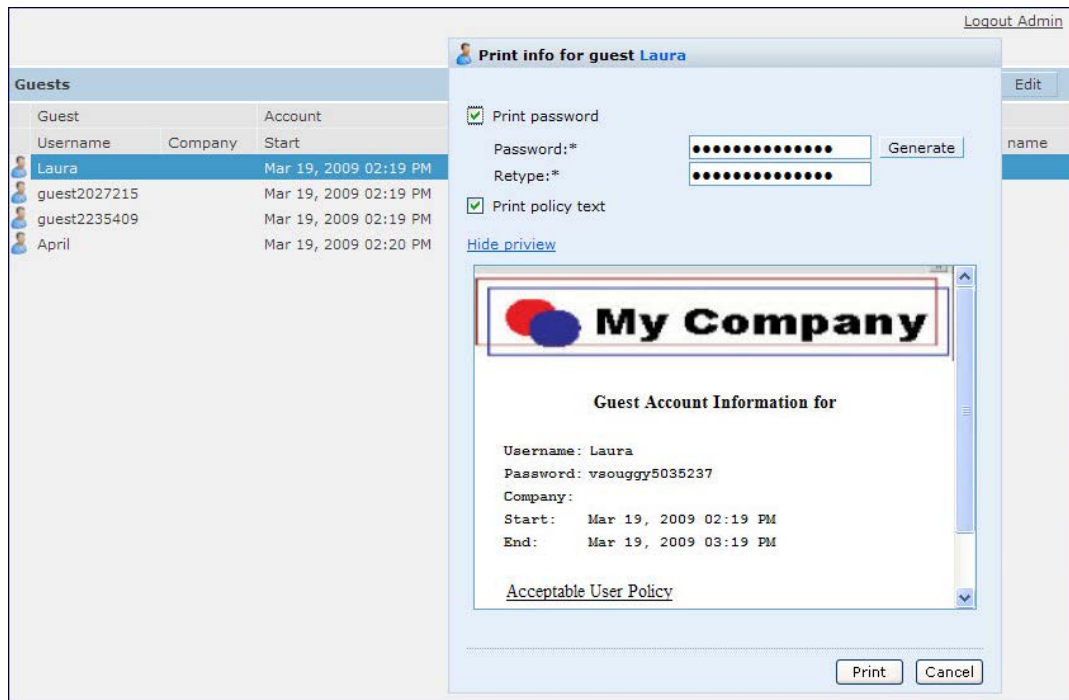 Logout Admin
Print info for guest Laura
Guests
Edit
Guest Account
Username Company Start
name
Laura Mar 19, 2009 02:19 PM
guest2027215 Mar 19, 2009 02:19 PM
guest2235409 Mar 19, 2009 02:19 PM
April Mar 19, 2009 02:20 PM
Print password
Password:* ●●●●●●●●●●●●●● Generate
Retype:* ●●●●●●●●●●●●●●
Print policy text
Hide priview
My Company
Guest Account Information for
Username: Laura
Password: vsouggy5035237
Company:
Start: Mar 19, 2009 02:19 PM
End: Mar 19, 2009 03:19 PM
Acceptable User Policy
Print Cancel